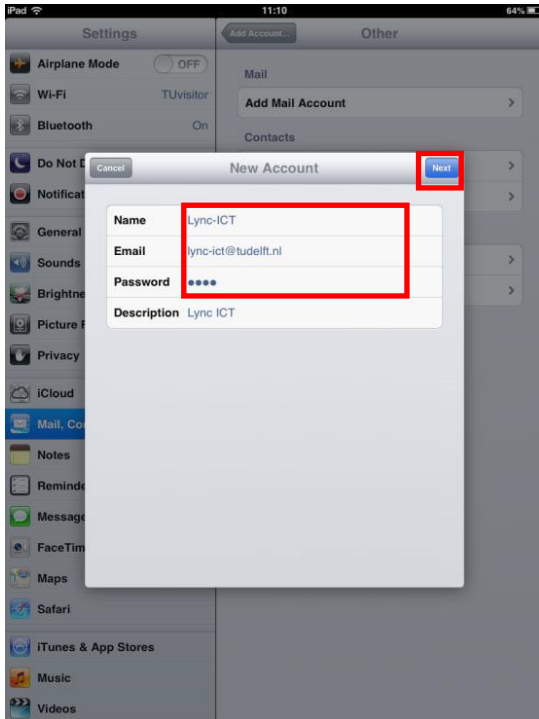 iPad 11:10 64%
Settings
Add Account... Other
Airplane Mode OFF
Mail
Wi-Fi TUvisitor
Add Mail Account
Bluetooth On
Contacts
Do Not
Cancel New Account Next
Notificat
Name Lync-ICT
General
Email lync-ict@tudelft.nl
Sounds
Password ••••
Brightne
Description Lync ICT
Picture
Privacy
iCloud
Mail, Co
Notes
Reminde
Message
FaceTim
Maps
Safari
iTunes & App Stores
Music
Videos